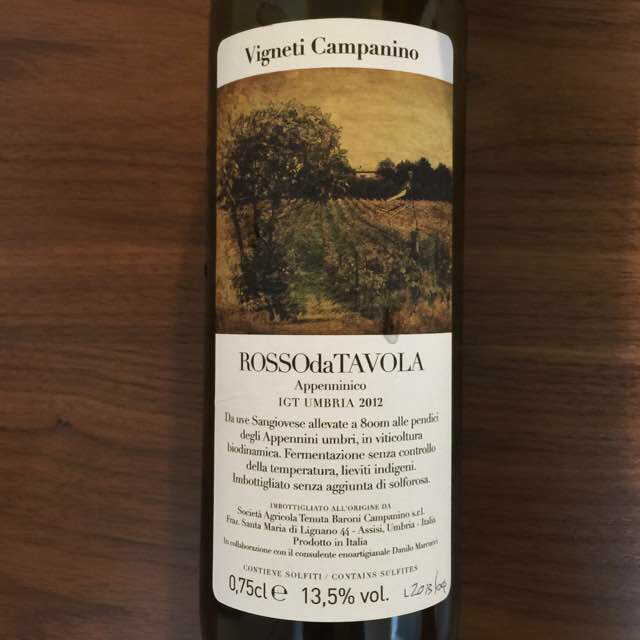 Vigneti Campanino
ROSSOdaTAVOLA
Appenninico
IGT UMBRIA 2012
Da uve Sangiovese allevate a 800m alle pendici
degli Appennini umbri, in viticoltura
biodinamica. Fermentazione senza controllo
della temperatura, lieviti indigeni.
Imbottigliato senza aggiunta di solforosa.
IMBOTTIGLIATO ALL'ORIGINE DA
Società Agricola Tenuta Baroni Campanino s.r.l.
Fraz. Santa Maria di Lignano 44 - Assisi, Umbria - Italia
Prodotto in Italia
In collaborazione con il consulente enoartigianale Danilo Marcucci
CONTIENE SOLFITI / CONTAINS SULFITES
0,75cl e 13,5% vol. L2013/04